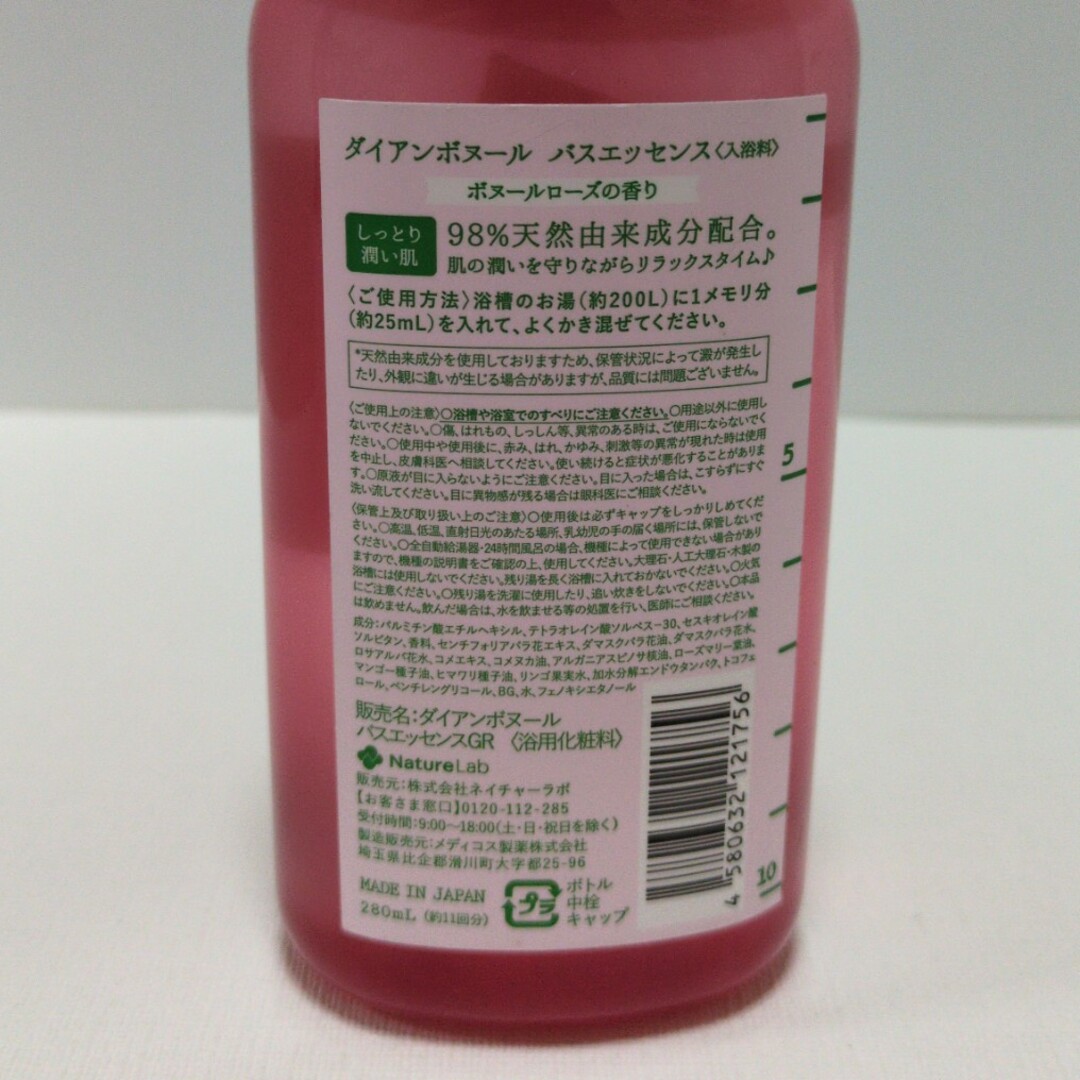 ダイアンボヌール バスエッセンス〈入浴料〉
ボヌールローズの香り
しっとり
潤い肌
98%天然由来成分配合。
肌の潤いを守りながらリラックスタイム♪
〈ご使用方法〉浴槽のお湯(約200L)に1メモリ分
(約25mL)を入れて、よくかき混ぜてください。
*天然由来成分を使用しておりますため、保管状況によって澱が発生し
たり、外観に違いが生じる場合がありますが、品質には問題ございません。
〈ご使用上の注意〉○浴槽や浴室でのすべりにご注意ください。○用途以外に使用し
ないでください。○傷、はれもの、しっしん等、異常のある時は、ご使用にならないでく
ださい。○使用中や使用後に、赤み、はれ、かゆみ、刺激等の異常が現れた時は使用
を中止し、皮膚科医へ相談してください。使い続けると症状が悪化することがありま
す。○原液が目に入らないようにご注意ください。目に入った場合は、こすらずにすぐ
洗い流してください。目に異物感が残る場合は眼科医にご相談ください。
〈保管上及び取り扱い上のご注意〉○使用後は必ずキャップをしっかりしめてくだ
さい。○高温、低温、直射日光のあたる場所、乳幼児の手の届く場所には、保管しないで
ください。○全自動給湯器・24時間風呂の場合、機種によって使用できない場合があり
ますので、機種の説明書をご確認の上、使用してください。大理石・人工大理石・木製の
浴槽には使用しないでください。残り湯を長く浴槽に入れておかないでください。○火気
にご注意ください。○残り湯を洗濯に使用したり、追い炊きをしないでください。○本品
は飲めません。飲んだ場合は、水を飲ませる等の処置を行い、医師にご相談ください。
成分:パルミチン酸エチルヘキシル、テトラオレイン酸ソルベス-30、セスキオレイン酸
ソルビタン、香料、センチフォリアバラ花エキス、ダマスクバラ花油、ダマスクバラ花水、
ロサアルバ花水、コメエキス、コメヌカ油、アルガニアスピノサ核油、ローズマリー葉油、
マンゴー種子油、ヒマワリ種子油、リンゴ果実水、加水分解エンドウタンパク、トコフェ
ロール、ペンチレングリコール、BG、水、フェノキシエタノール
販売名:ダイアンボヌール
バスエッセンスGR 〈浴用化粧料〉
NatureLab
販売元:株式会社ネイチャーラボ
【お客さま窓口】0120-112-285
受付時間:9:00〜18:00(土・日・祝日を除く)
製造販売元:メディコス製薬株式会社
埼玉県比企郡滑川町大字都25-96
MADE IN JAPAN
280mL (約11回分)
プラ
ボトル
中栓
キャップ
4 580632 121756
5
10